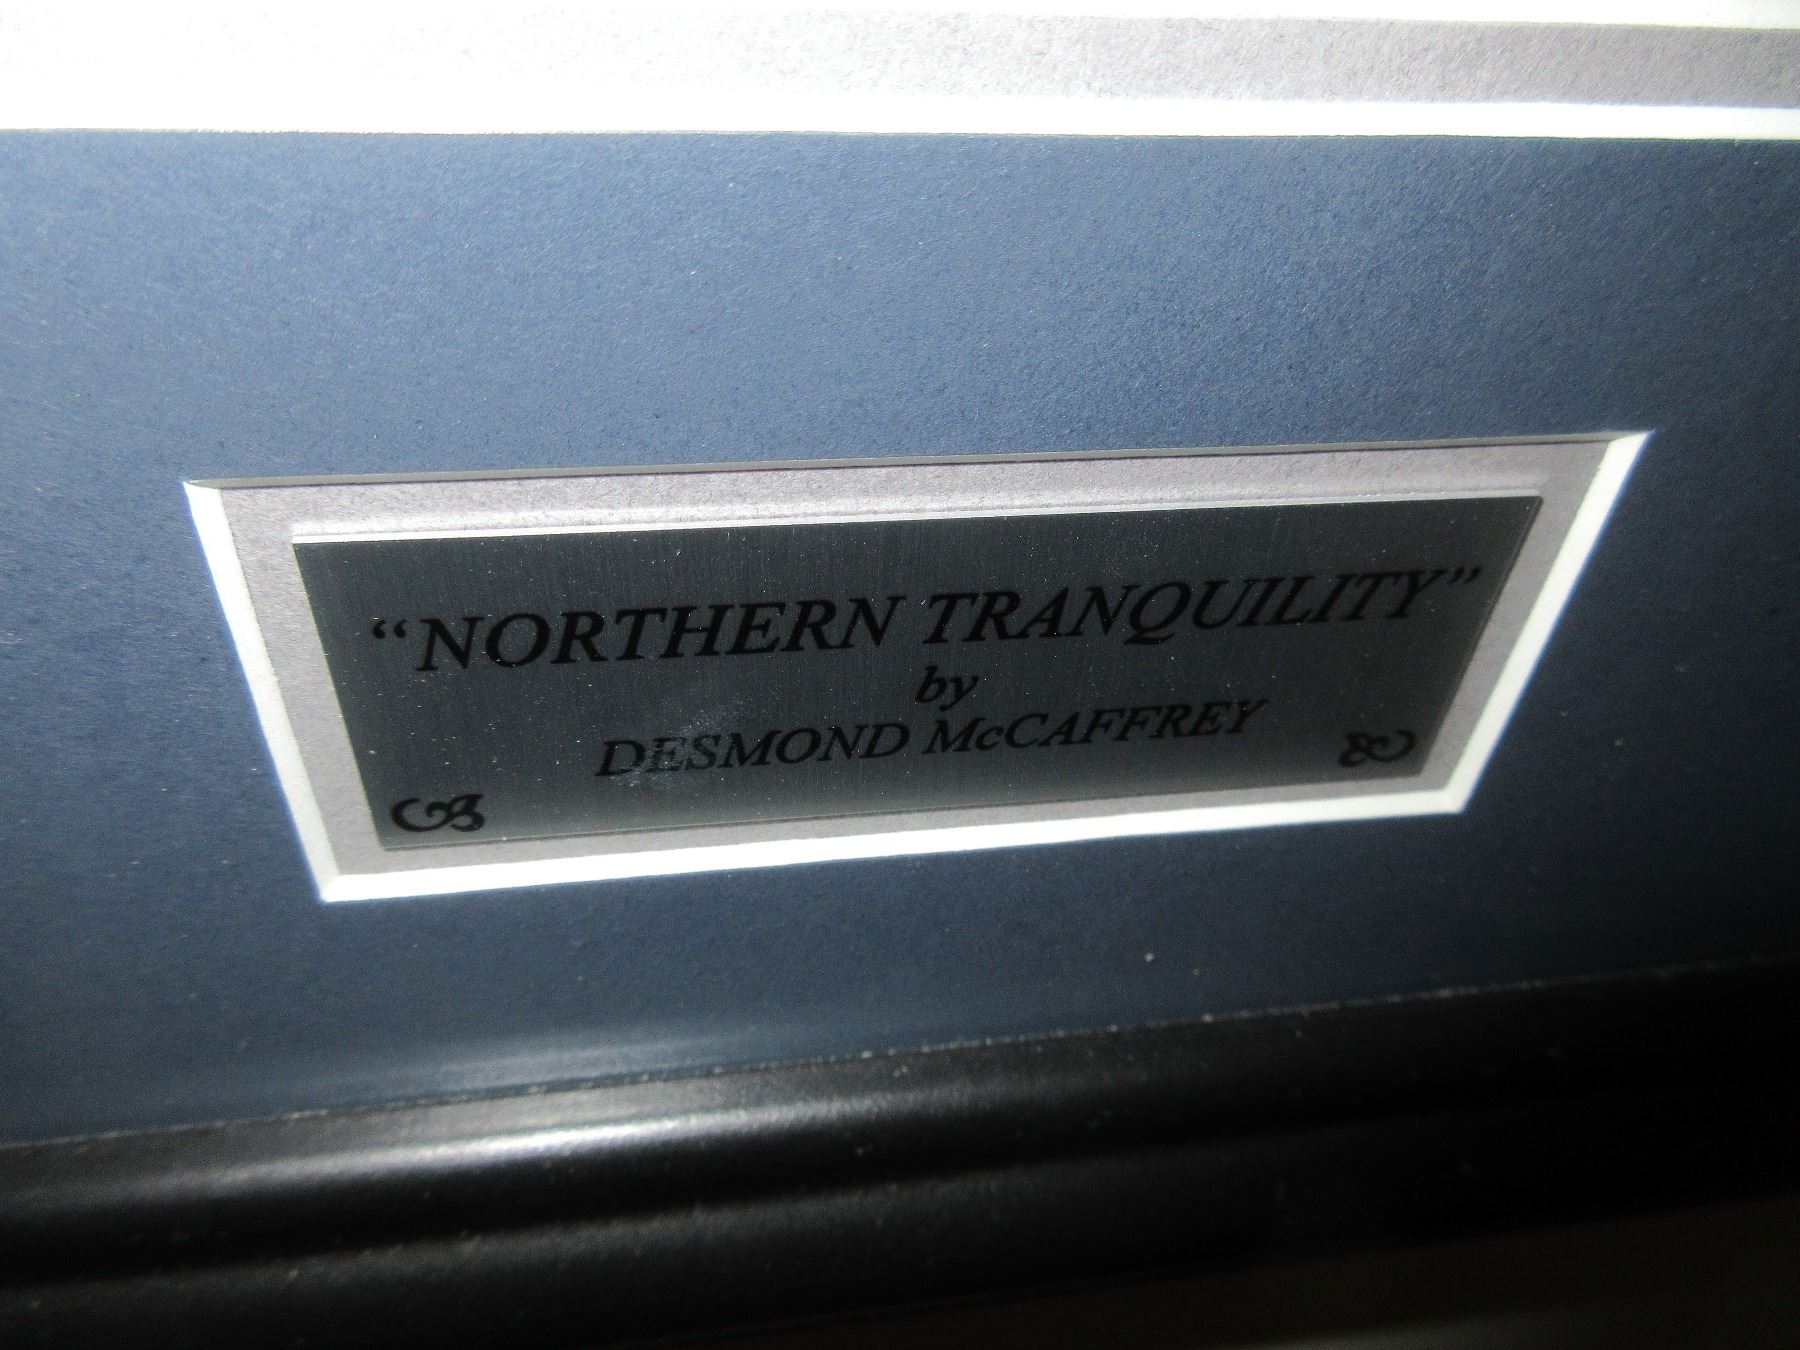 “NORTHERN TRANQUILITY”
by
DESMOND McCAFFREY